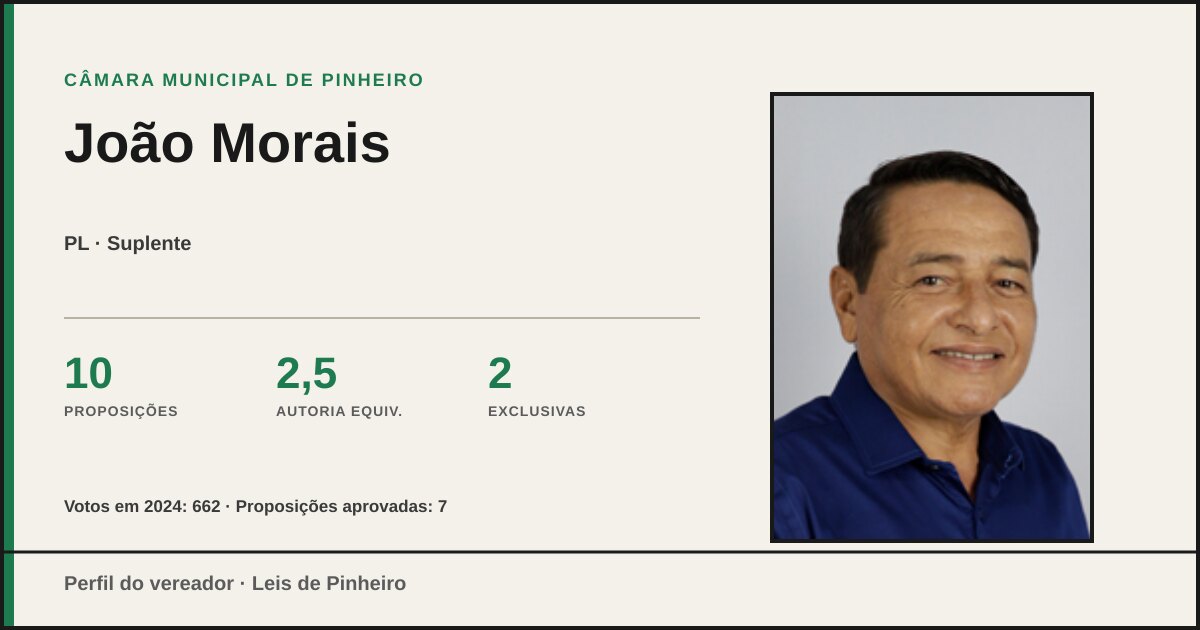 CÂMARA MUNICIPAL DE PINHEIRO
João Morais
PL · Suplente
10
PROPOSIÇÕES
2,5
AUTORIA EQUIV.
2
EXCLUSIVAS
Votos em 2024: 662 · Proposições aprovadas: 7
Perfil do vereador · Leis de Pinheiro